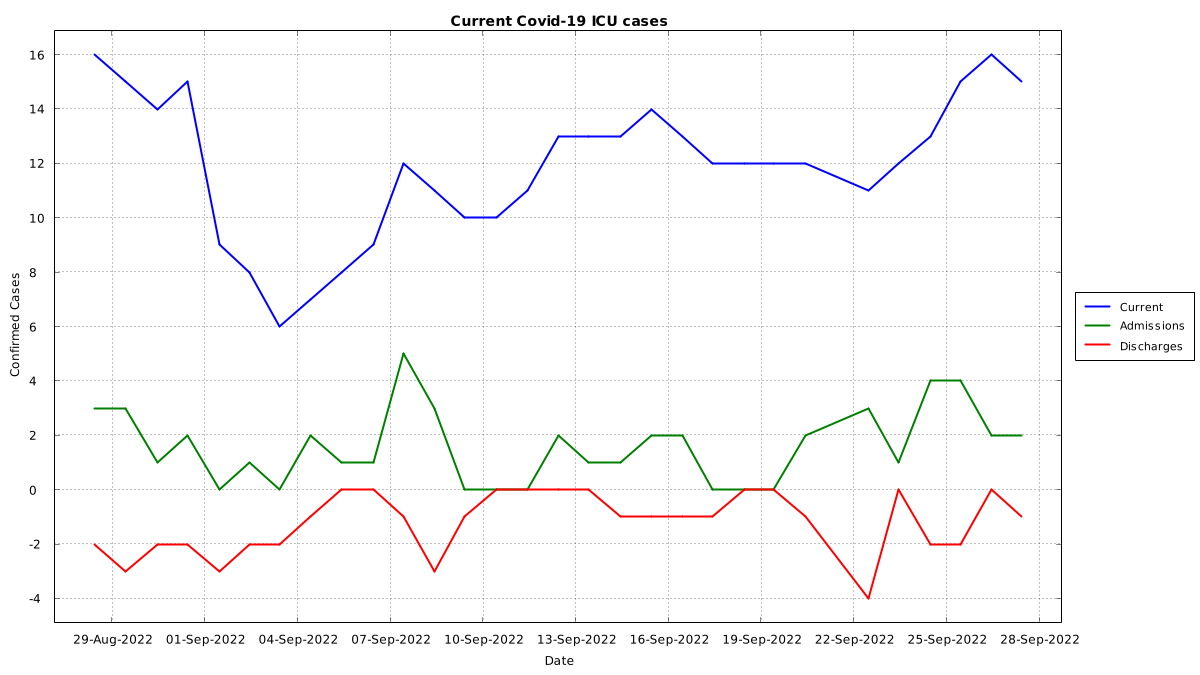 Current Covid-19 ICU cases
16
14
12
10
8
6
4
2
0
-2
-4
Confirmed Cases
29-Aug-2022 01-Sep-2022 04-Sep-2022 07-Sep-2022 10-Sep-2022 13-Sep-2022 16-Sep-2022 19-Sep-2022 22-Sep-2022 25-Sep-2022 28-Sep-2022
Date
Current
Admissions
Discharges